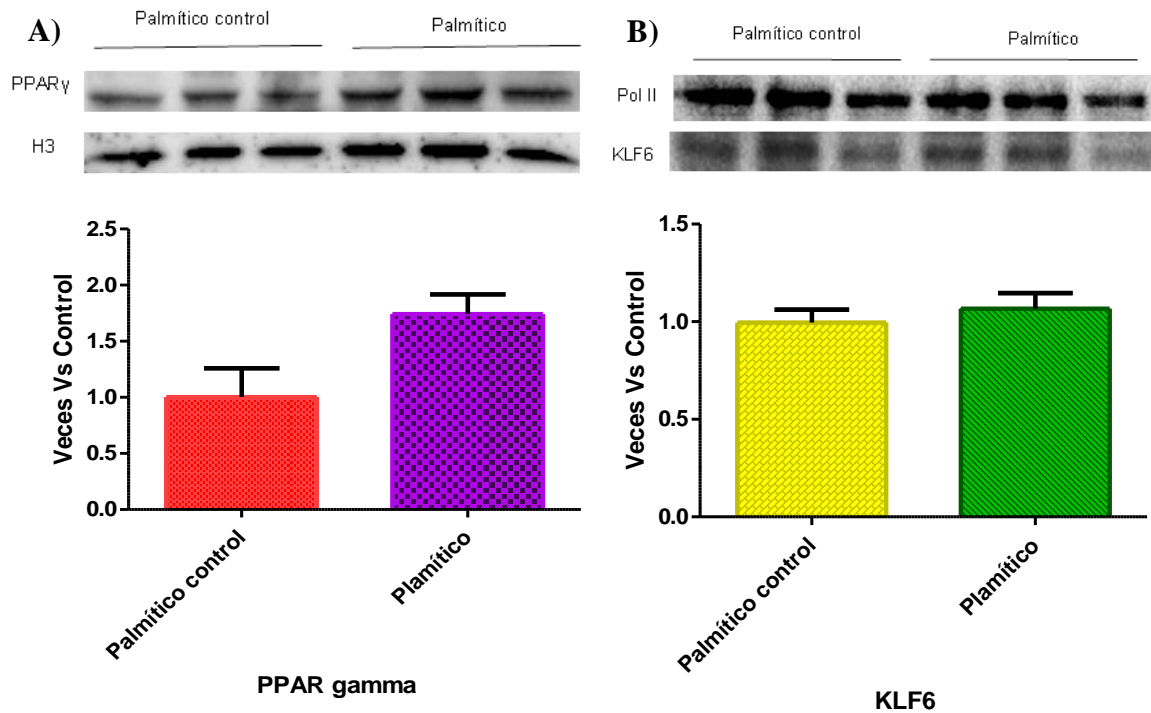 A)
Palmítico control
Palmítico
PPARγ
H3
2.5
2.0
1.5
1.0
0.5
0.0
Veces Vs Control
Palmítico control
Plamítico
PPAR gamma
B)
Palmítico control
Palmítico
Pol II
KLF6
1.5
1.0
0.5
0.0
Veces Vs Control
Palmítico control
Plamítico
KLF6